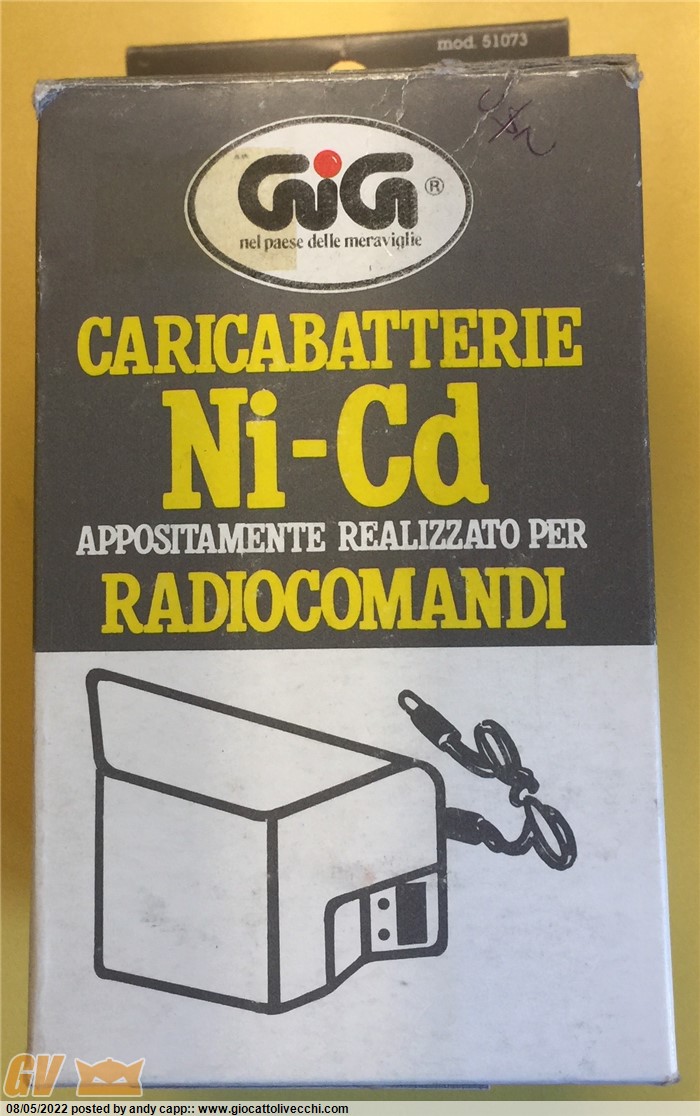 mod. 51073
GiG ®
nel paese delle meraviglie
CARICABATTERIE
Ni-Cd
APPOSITAMENTE REALIZZATO PER
RADIOCOMANDI
GV
08/05/2022 posted by andy capp:: www.giocattolivecchi.com